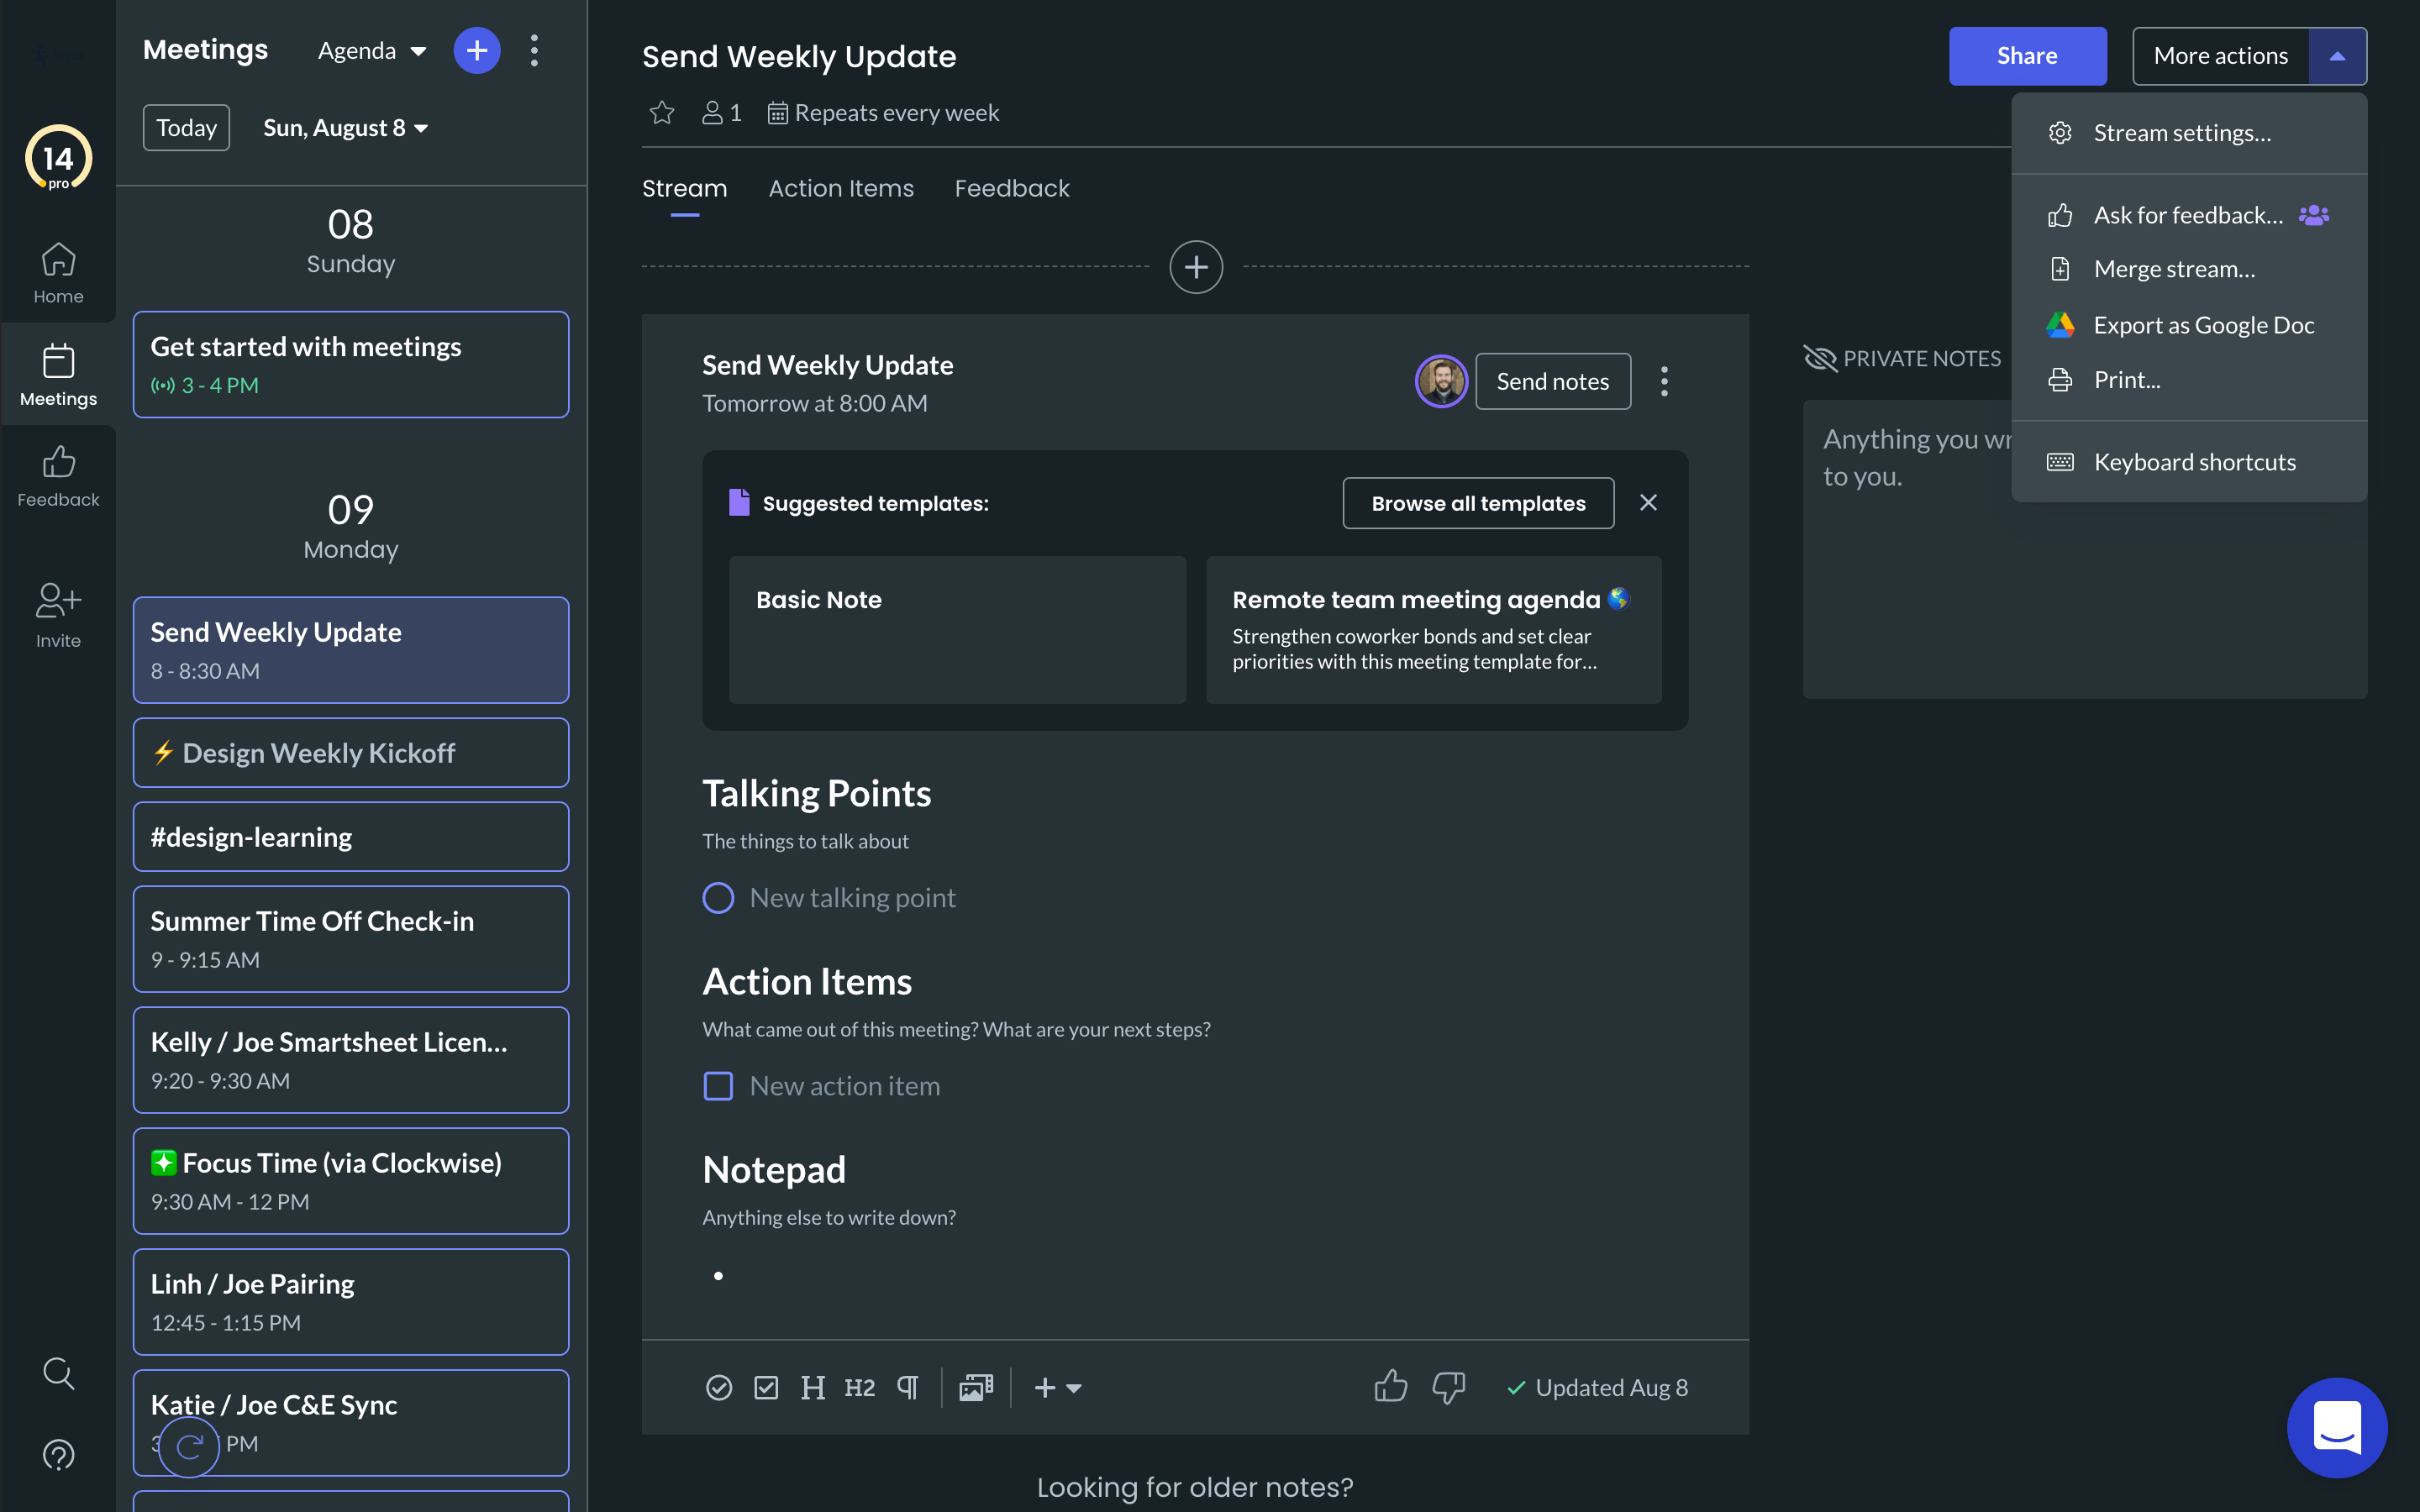 14
pro
Home
Meetings
Feedback
Invite
Meetings
Agenda
Today
Sun, August 8
08
Sunday
Get started with meetings
3 - 4 PM
09
Monday
Send Weekly Update
8 - 8:30 AM
⚡ Design Weekly Kickoff
#design-learning
Summer Time Off Check-in
9 - 9:15 AM
Kelly / Joe Smartsheet Licen...
9:20 - 9:30 AM
Focus Time (via Clockwise)
9:30 AM - 12 PM
Linh / Joe Pairing
12:45 - 1:15 PM
Katie / Joe C&E Sync
PM
Send Weekly Update
1
Repeats every week
Share
More actions
Stream
Action Items
Feedback
Send Weekly Update
Tomorrow at 8:00 AM
Send notes
Suggested templates:
Browse all templates
Basic Note
Remote team meeting agenda 🌎
Strengthen coworker bonds and set clear
priorities with this meeting template for...
Talking Points
The things to talk about
New talking point
Action Items
What came out of this meeting? What are your next steps?
New action item
Notepad
Anything else to write down?
H
H2
Updated Aug 8
Looking for older notes?
PRIVATE NOTES
Anything you
to you.
Stream settings...
Ask for feedback...
Merge stream...
Export as Google Doc
Print...
Keyboard shortcuts